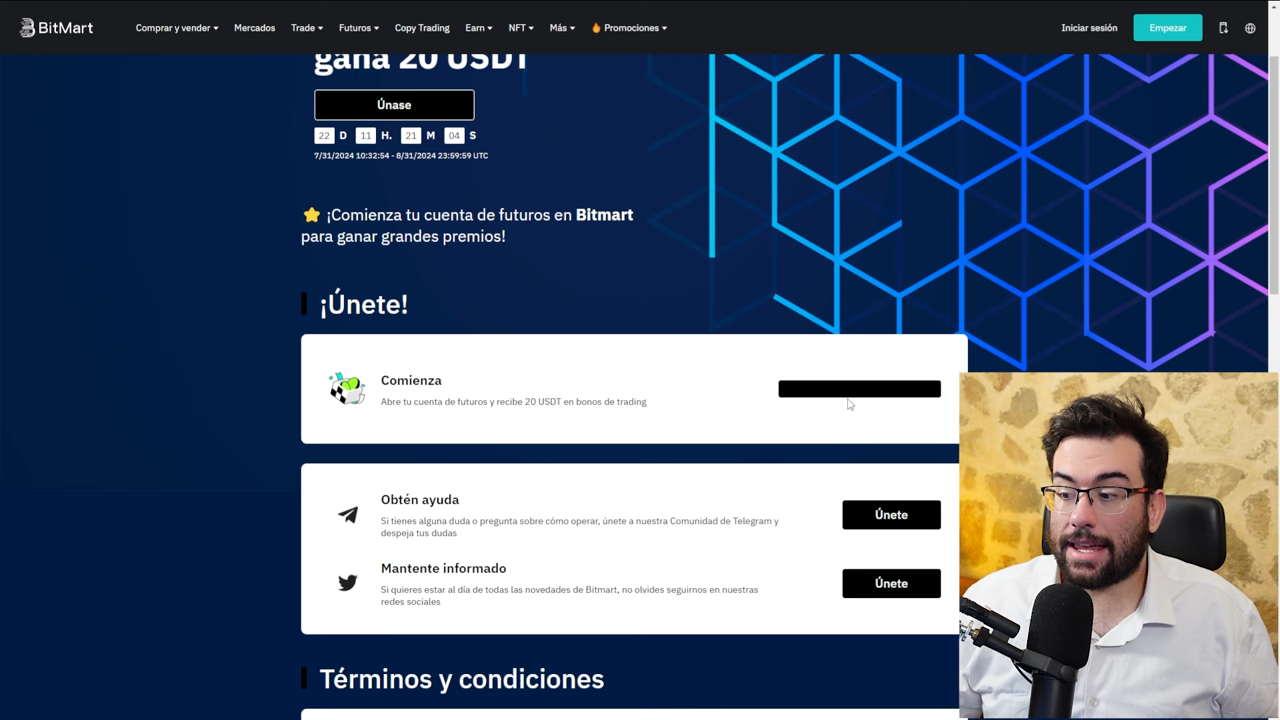 BitMart
Comprar y vender
Mercados
Trade
Futuros
Copy Trading
Earn
NFT
Más
Promociones
Iniciar sesión
Empezar
gana 20 USDT
Únase
22 D 11 H. 21 M 04 S
7/31/2024 10:32:54 - 8/31/2024 23:59:59 UTC
¡Comienza tu cuenta de futuros en Bitmart
para ganar grandes premios!
¡Únete!
Comienza
Abre tu cuenta de futuros y recibe 20 USDT en bonos de trading
Obtén ayuda
Si tienes alguna duda o pregunta sobre cómo operar, únete a nuestra Comunidad de Telegram y
despeja tus dudas
Únete
Mantente informado
Si quieres estar al día de todas las novedades de Bitmart, no olvides seguirnos en nuestras
redes sociales
Únete
Términos y condiciones